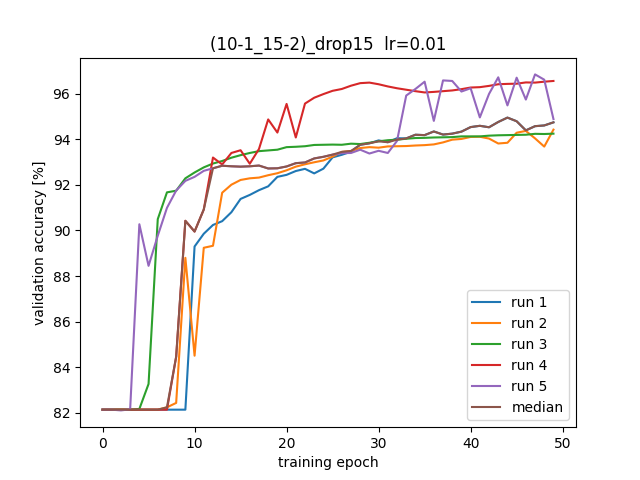 (10-1_15-2)_drop15  lr=0.01
validation accuracy [%]
96
94
92
90
88
86
84
82
0 10 20 30 40 50
training epoch
run 1
run 2
run 3
run 4
run 5
median